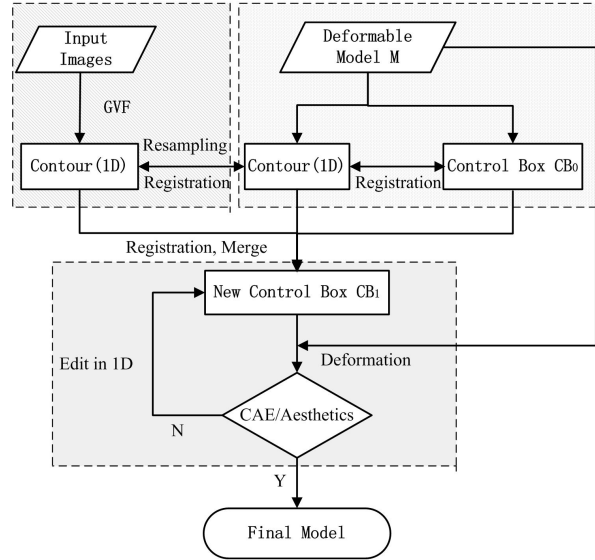 Input
Images
Deformable
Model M
GVF
Resampling
Contour(1D)
Contour(1D)
Control Box CB₀
Registration
Registration
Registration, Merge
New Control Box CB₁
Deformation
Edit in 1D
CAE/Aesthetics
N
Y
Final Model